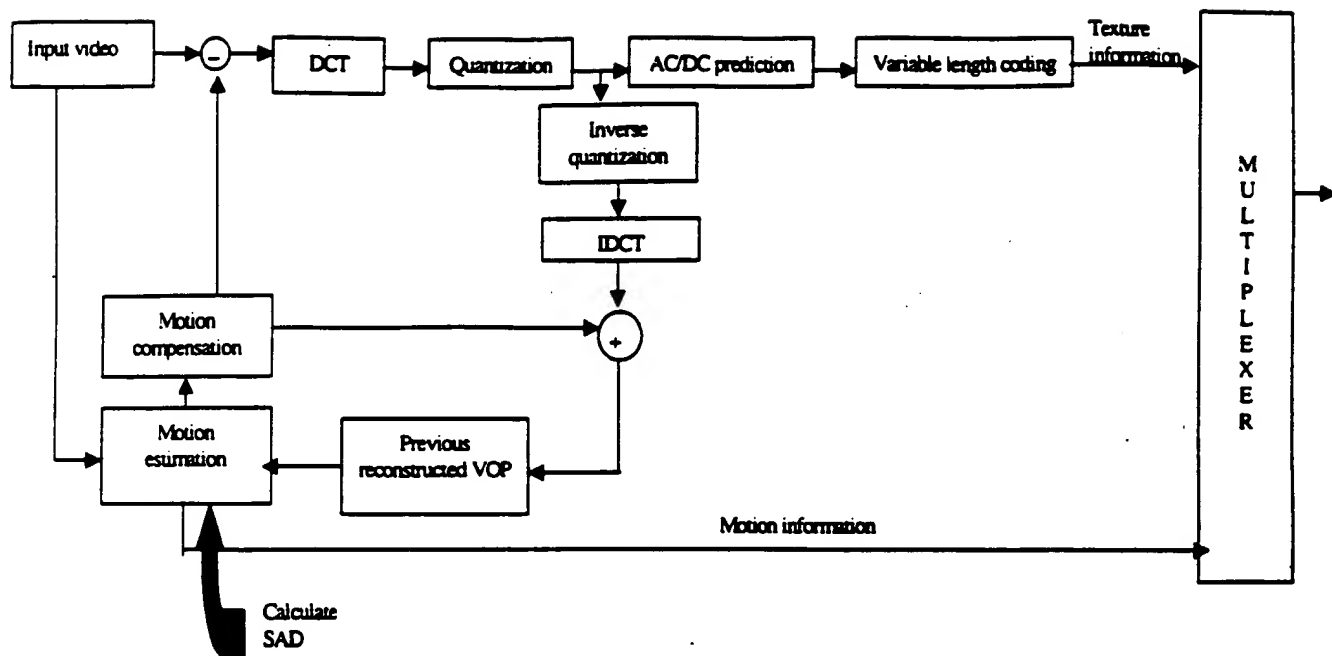 Input video
−
DCT
Quantization
AC/DC prediction
Variable length coding
Texture
information
Inverse
quantization
IDCT
+
Motion
compensation
Motion
estimation
Previous
reconstructed VOP
Motion information
Calculate
SAD
M
U
L
T
I
P
L
E
X
E
R